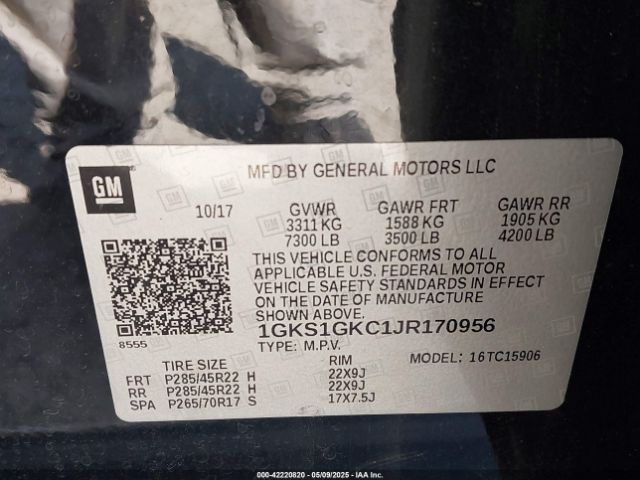 GM
MFD BY GENERAL MOTORS LLC
10/17 GVWR GAWR FRT GAWR RR
3311 KG 1588 KG 1905 KG
7300 LB 3500 LB 4200 LB
THIS VEHICLE CONFORMS TO ALL
APPLICABLE U.S. FEDERAL MOTOR
VEHICLE SAFETY STANDARDS IN EFFECT
ON THE DATE OF MANUFACTURE
SHOWN ABOVE.
8555
1GKS1GKC1JR170956
TYPE: M.P.V. MODEL: 16TC15906
TIRE SIZE RIM
FRT P285/45R22 H 22X9J
RR P285/45R22 H 22X9J
SPA P265/70R17 S 17X7.5J
000-42220820 - 05/09/2025 - IAA Inc.